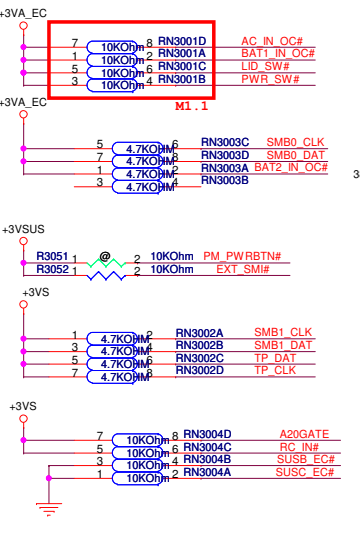 +3VA_EC
7 10KOhm 8 RN3001D AC_IN_OC#
1 10KOhm 2 RN3001A BAT1_IN_OC#
5 10KOhm 6 RN3001C LID_SW#
3 10KOhm 4 RN3001B PWR_SW#
M1.1
+3VA_EC
5 4.7KOHM 6 RN3003C SMB0_CLK
7 4.7KOHM 8 RN3003D SMB0_DAT
1 4.7KOHM 2 RN3003A BAT2_IN_OC#
3 4.7KOHM 4 RN3003B
3
+3VSUS
R3051 1 @ 2 10KOhm PM_PWRBTN#
R3052 1 2 10KOhm EXT_SMI#
+3VS
1 4.7KOHM 2 RN3002A SMB1_CLK
3 4.7KOHM 4 RN3002B SMB1_DAT
5 4.7KOHM 6 RN3002C TP_DAT
7 4.7KOHM 8 RN3002D TP_CLK
+3VS
7 10KOhm 8 RN3004D A20GATE
5 10KOhm 6 RN3004C RC_IN#
3 10KOhm 4 RN3004B SUSB_EC#
1 10KOhm 2 RN3004A SUSC_EC#